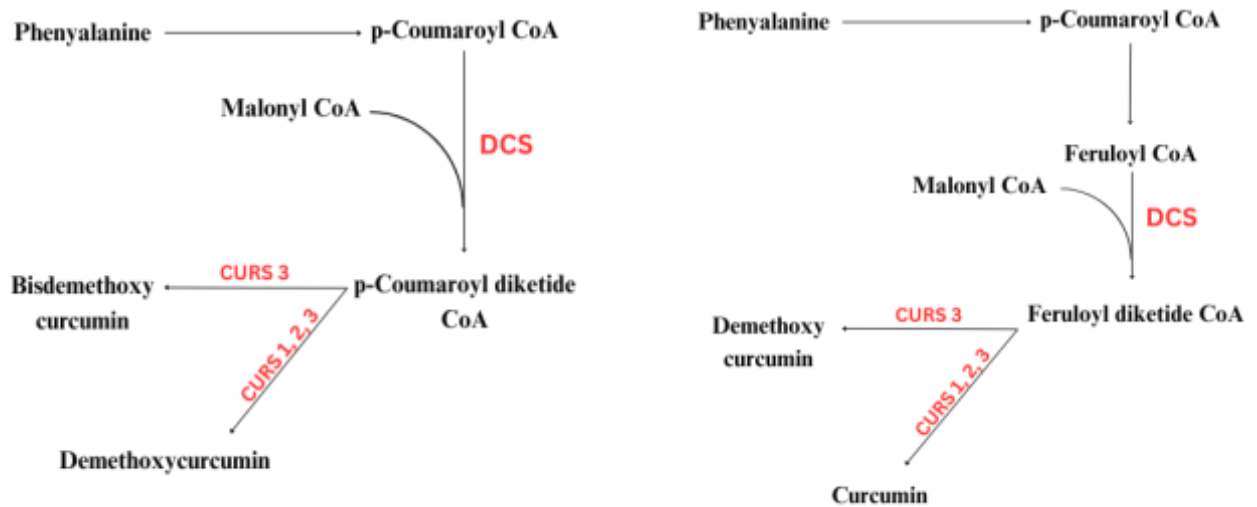 Phenyalanine
p-Coumaroyl CoA
Malonyl CoA
DCS
Bisdemethoxy
curcumin
CURS 3
p-Coumaroyl diketide
CoA
CURS 1, 2, 3
Demethoxycurcumin
Phenyalanine
p-Coumaroyl CoA
Feruloyl CoA
Malonyl CoA
DCS
Demethoxy
curcumin
CURS 3
Feruloyl diketide CoA
CURS 1, 2, 3
Curcumin